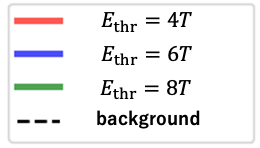 E_thr = 4T
E_thr = 6T
E_thr = 8T
background